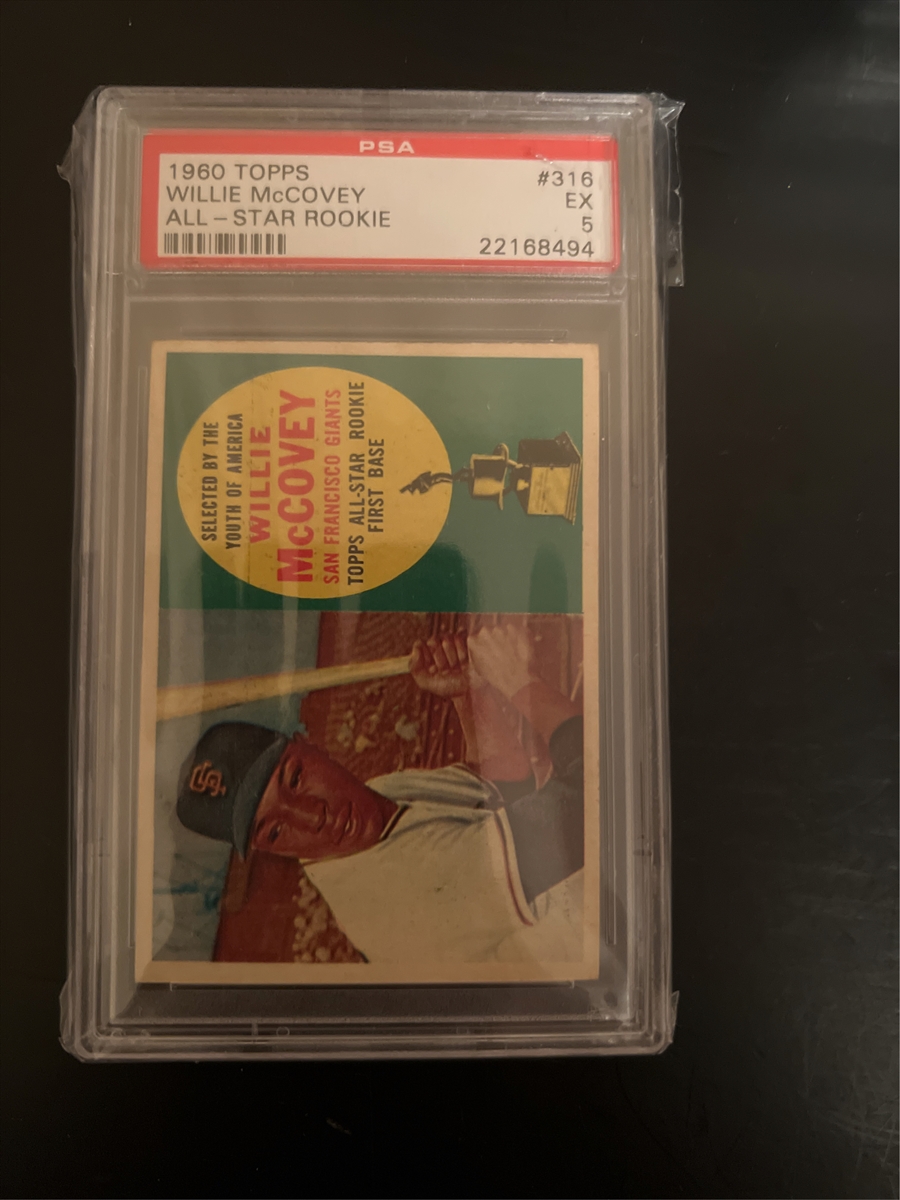 PSA
1960 TOPPS #316
WILLIE McCOVEY EX
ALL-STAR ROOKIE 5
22168494
SELECTED BY THE
YOUTH OF AMERICA
WILLIE
McCOVEY
SAN FRANCISCO GIANTS
TOPPS ALL-STAR ROOKIE
FIRST BASE
SF